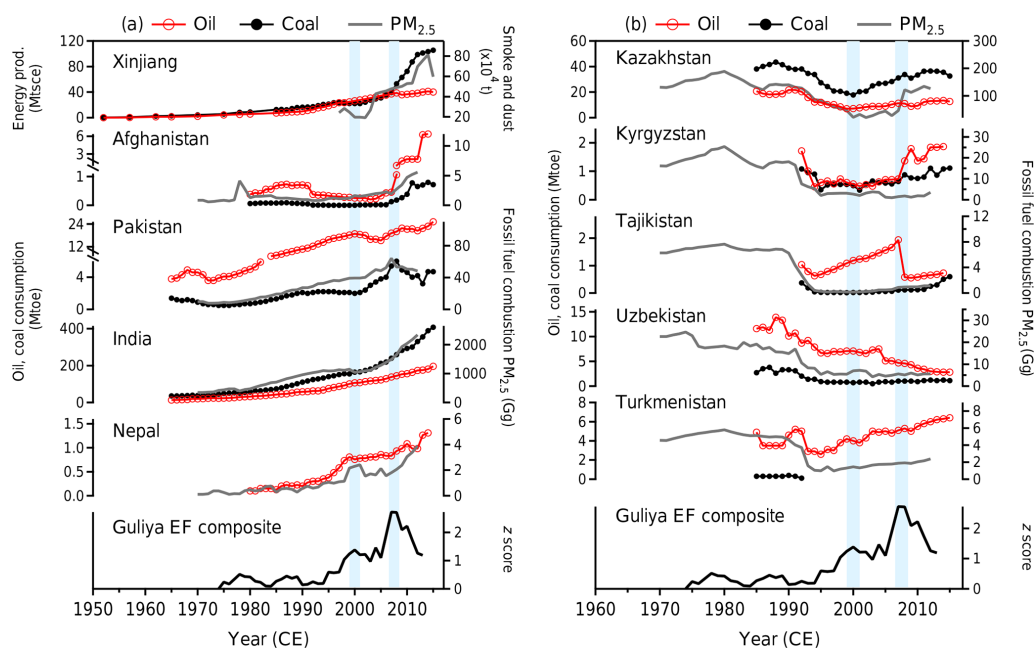 (a) Oil Coal PM2.5
120
80
40
0
Energy prod.
(Mtsce)
Xinjiang
80
60
40
20
Smoke and dust
(x10^4 t)
6
3
1
0
Afghanistan
10
5
0
24
12
4
0
Pakistan
80
40
0
400
200
0
India
2000
1000
0
1.5
1.0
0.5
0.0
Nepal
6
4
2
0
Oil, coal consumption
(Mtoe)
Fossil fuel combustion PM2.5 (Gg)
Guliya EF composite
2
1
0
z score
1950 1960 1970 1980 1990 2000 2010
Year (CE)
(b) Oil Coal PM2.5
60
40
20
0
Kazakhstan
300
200
100
2
1
0
Kyrgyzstan
30
25
20
15
10
5
0
2
1
0
Tajikistan
12
8
4
0
15
10
5
0
Uzbekistan
30
20
10
0
8
6
4
2
0
Turkmenistan
8
6
4
2
0
Oil, coal consumption (Mtoe)
Fossil fuel
combustion PM2.5 (Gg)
Guliya EF composite
2
1
0
z score
1960 1970 1980 1990 2000 2010
Year (CE)